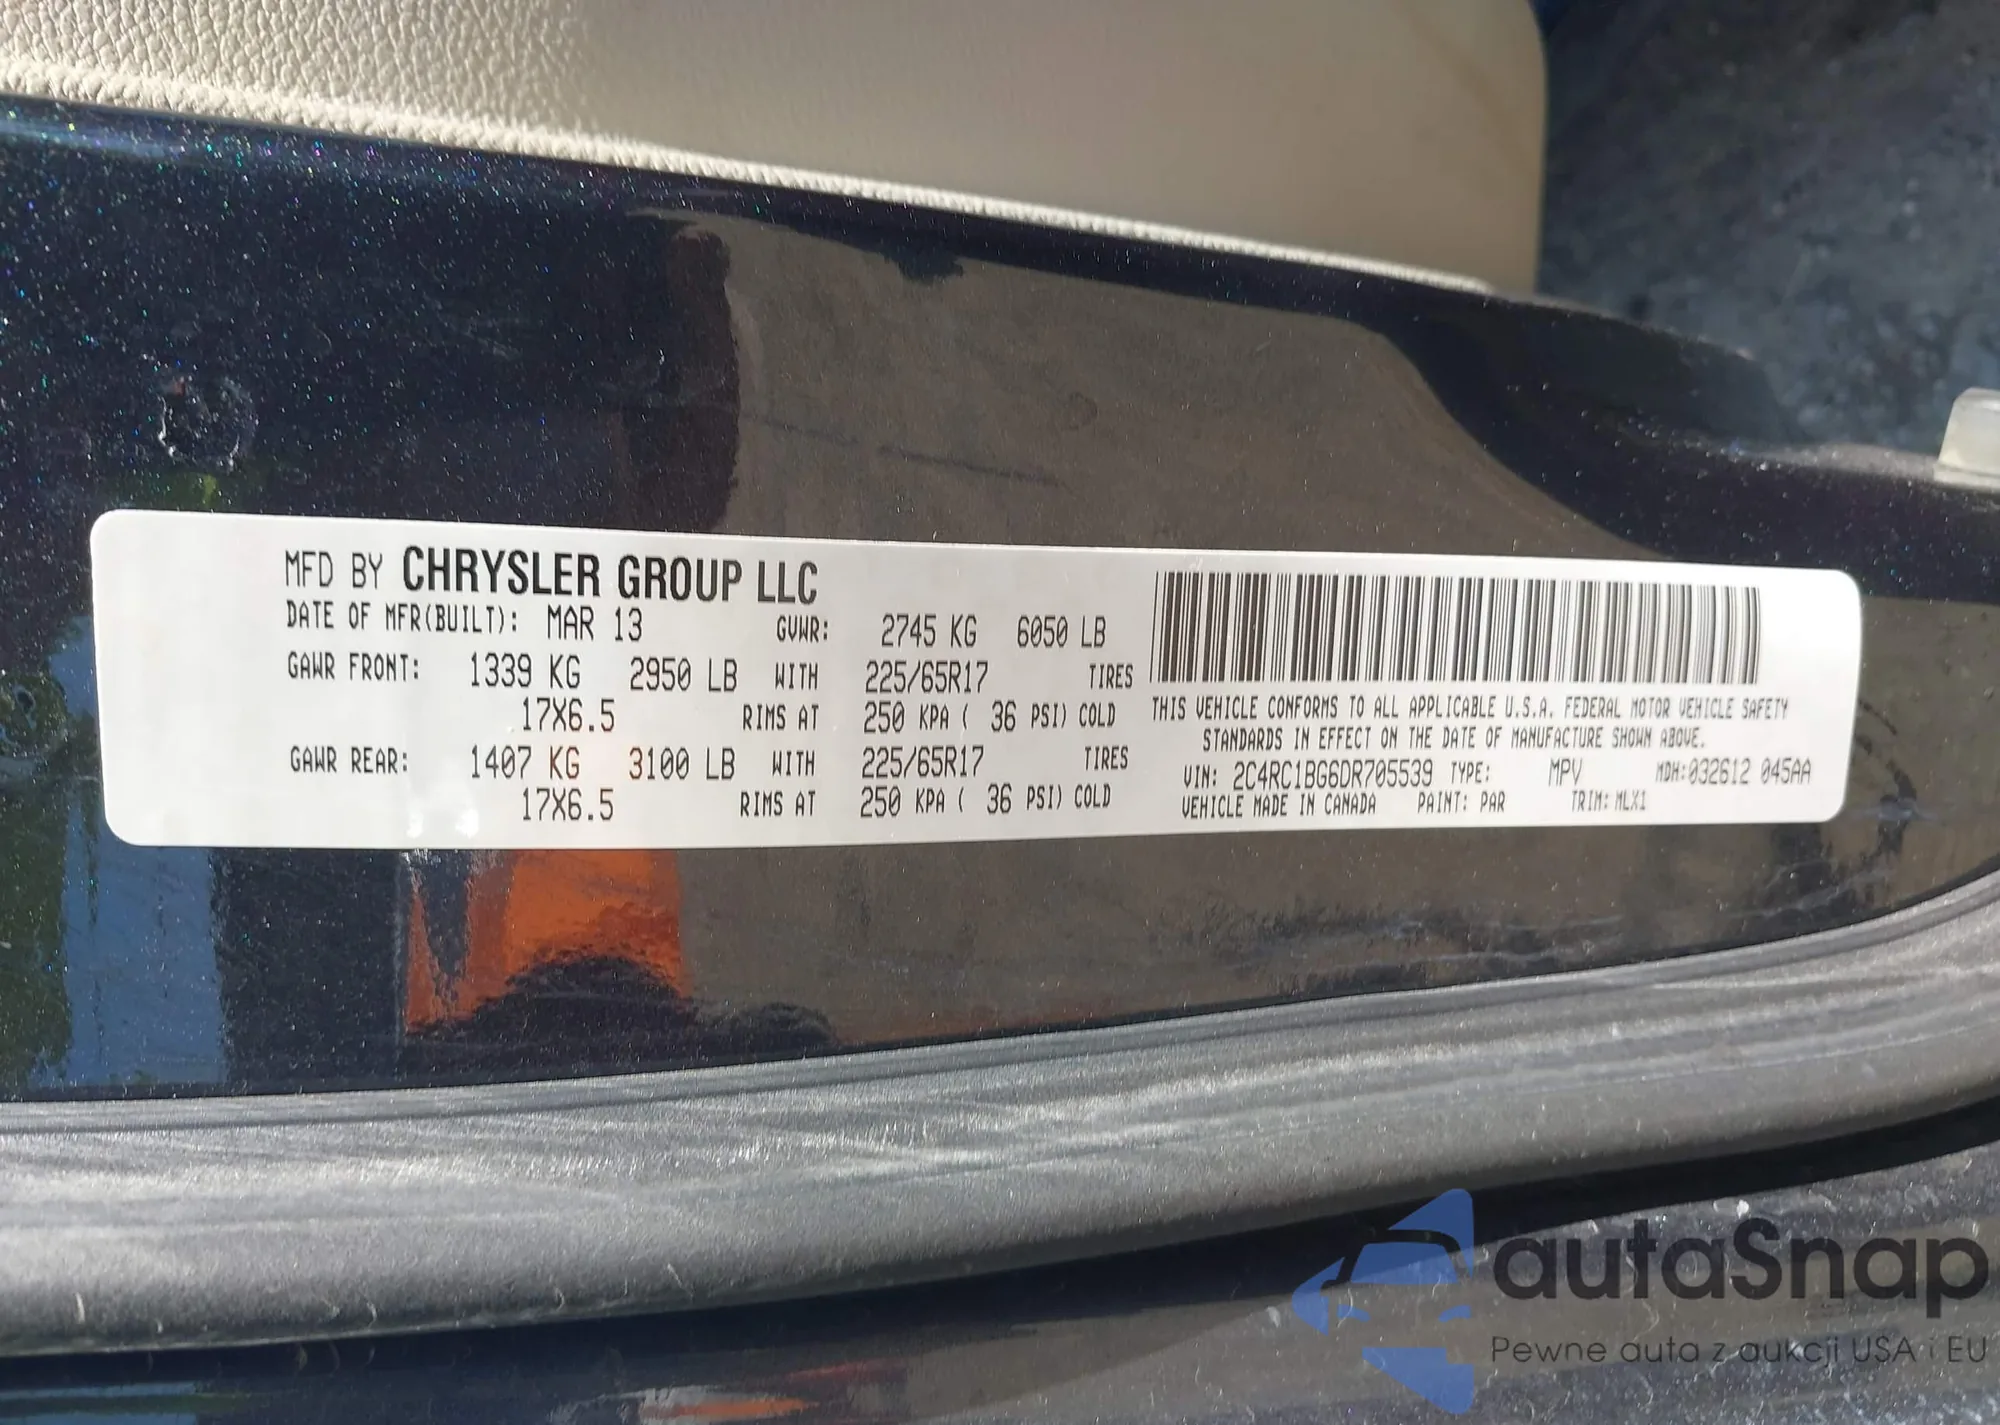 MFD BY CHRYSLER GROUP LLC
DATE OF MFR(BUILT): MAR 13 GVWR: 2745 KG 6050 LB
GAWR FRONT: 1339 KG 2950 LB WITH 225/65R17 TIRES
17X6.5 RIMS AT 250 KPA ( 36 PSI) COLD
GAWR REAR: 1407 KG 3100 LB WITH 225/65R17 TIRES
17X6.5 RIMS AT 250 KPA ( 36 PSI) COLD
THIS VEHICLE CONFORMS TO ALL APPLICABLE U.S.A. FEDERAL MOTOR VEHICLE SAFETY
STANDARDS IN EFFECT ON THE DATE OF MANUFACTURE SHOWN ABOVE.
VIN: 2C4RC1BG6DR705539 TYPE: MPV MDH:032612 045AA
VEHICLE MADE IN CANADA PAINT: PAR TRIM: MLX1
autaSnap
Pewne auta z aukcji USA i EU